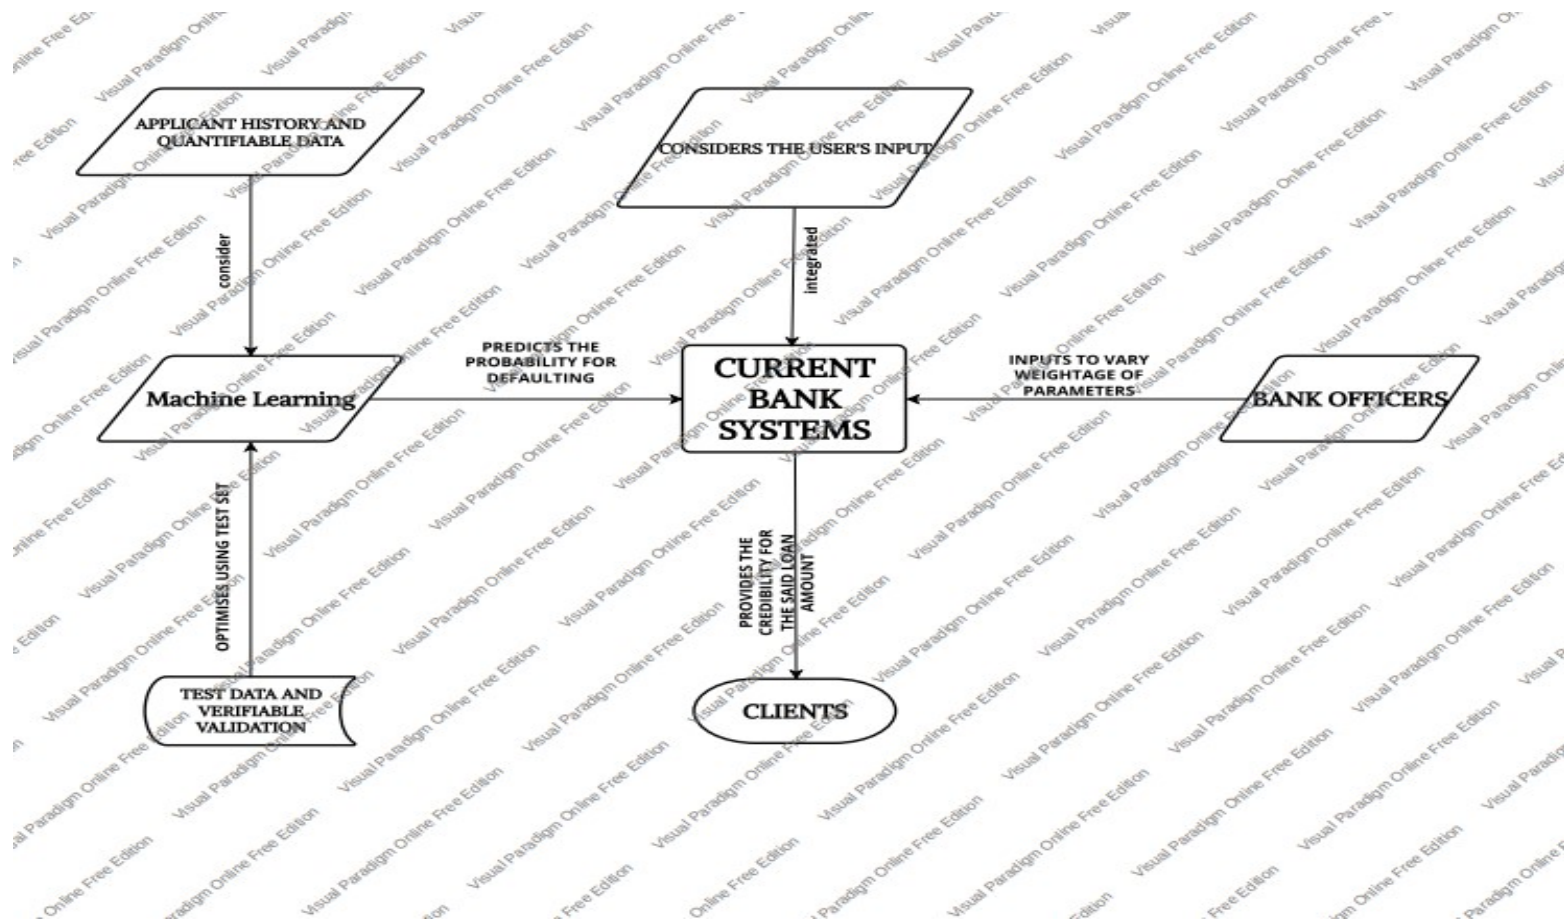 APPLICANT HISTORY AND
QUANTIFIABLE DATA
CONSIDERS THE USER'S INPUT
consider
integrated
Machine Learning
PREDICTS THE
PROBABILITY FOR
DEFAULTING
CURRENT
BANK
SYSTEMS
INPUTS TO VARY
WEIGHTAGE OF
PARAMETERS
BANK OFFICERS
OPTIMISES USING TEST SET
PROVIDES THE
CREDIBILITY FOR
THE SAID LOAN
AMOUNT
TEST DATA AND
VERIFIABLE
VALIDATION
CLIENTS
Visual Paradigm Online Free Edition